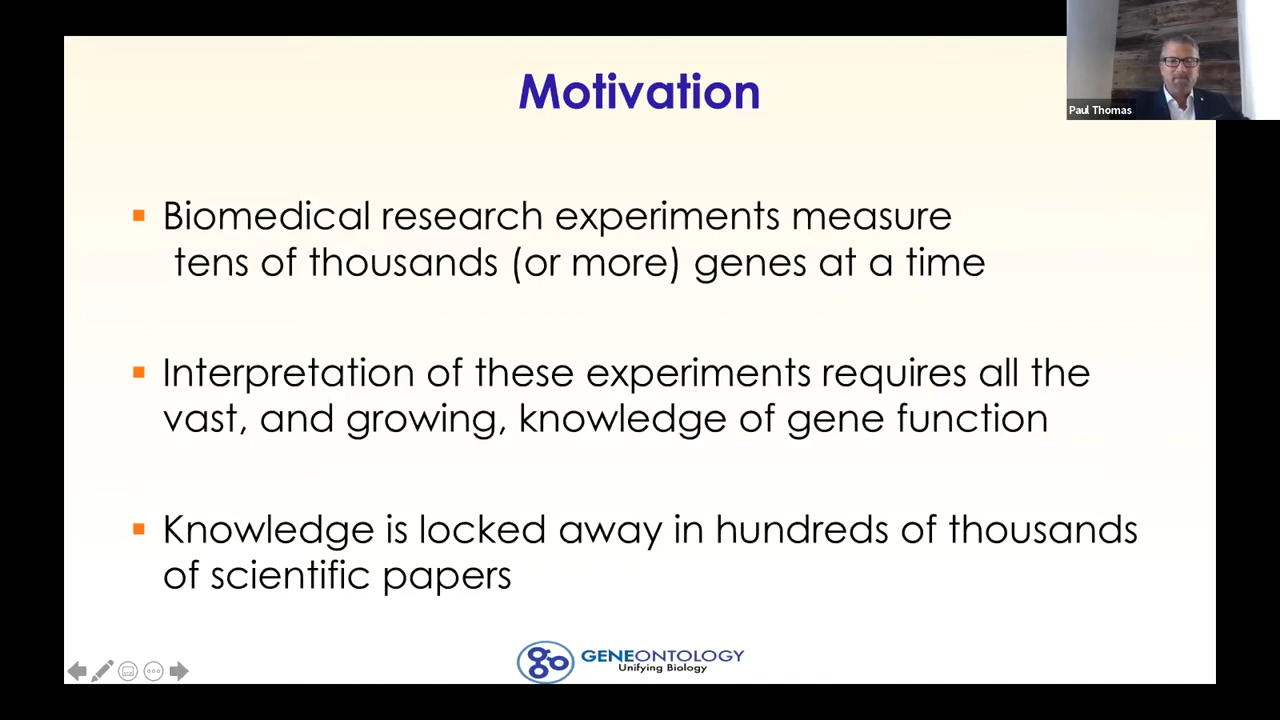 Motivation
Paul Thomas
▪ Biomedical research experiments measure
tens of thousands (or more) genes at a time
▪ Interpretation of these experiments requires all the
vast, and growing, knowledge of gene function
▪ Knowledge is locked away in hundreds of thousands
of scientific papers
go GENEONTOLOGY
Unifying Biology